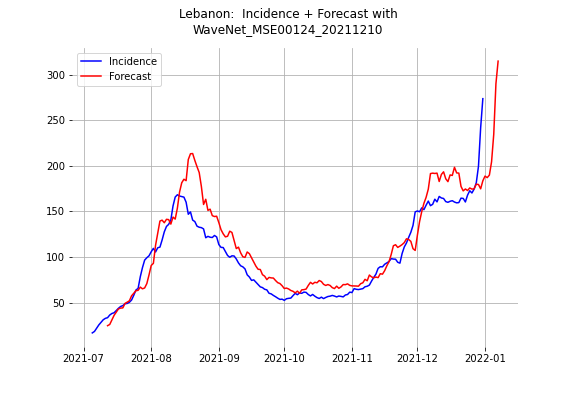 Lebanon:  Incidence + Forecast with
WaveNet_MSE00124_20211210
Incidence
Forecast
300
250
200
150
100
50
2021-07 2021-08 2021-09 2021-10 2021-11 2021-12 2022-01